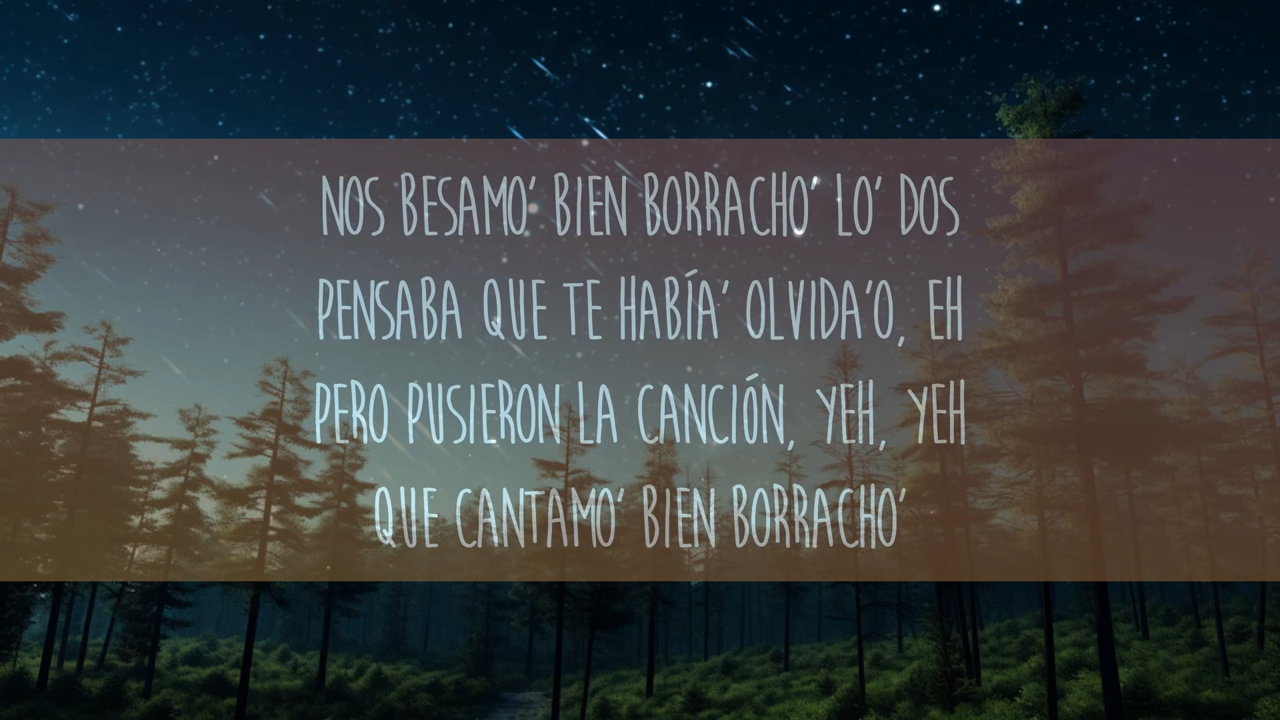 NOS BESAMO' BIEN BORRACHO' LO' DOS
PENSABA QUE TE HABÍA' OLVIDA'O, EH
PERO PUSIERON LA CANCIÓN, YEH, YEH
QUE CANTAMO' BIEN BORRACHO'